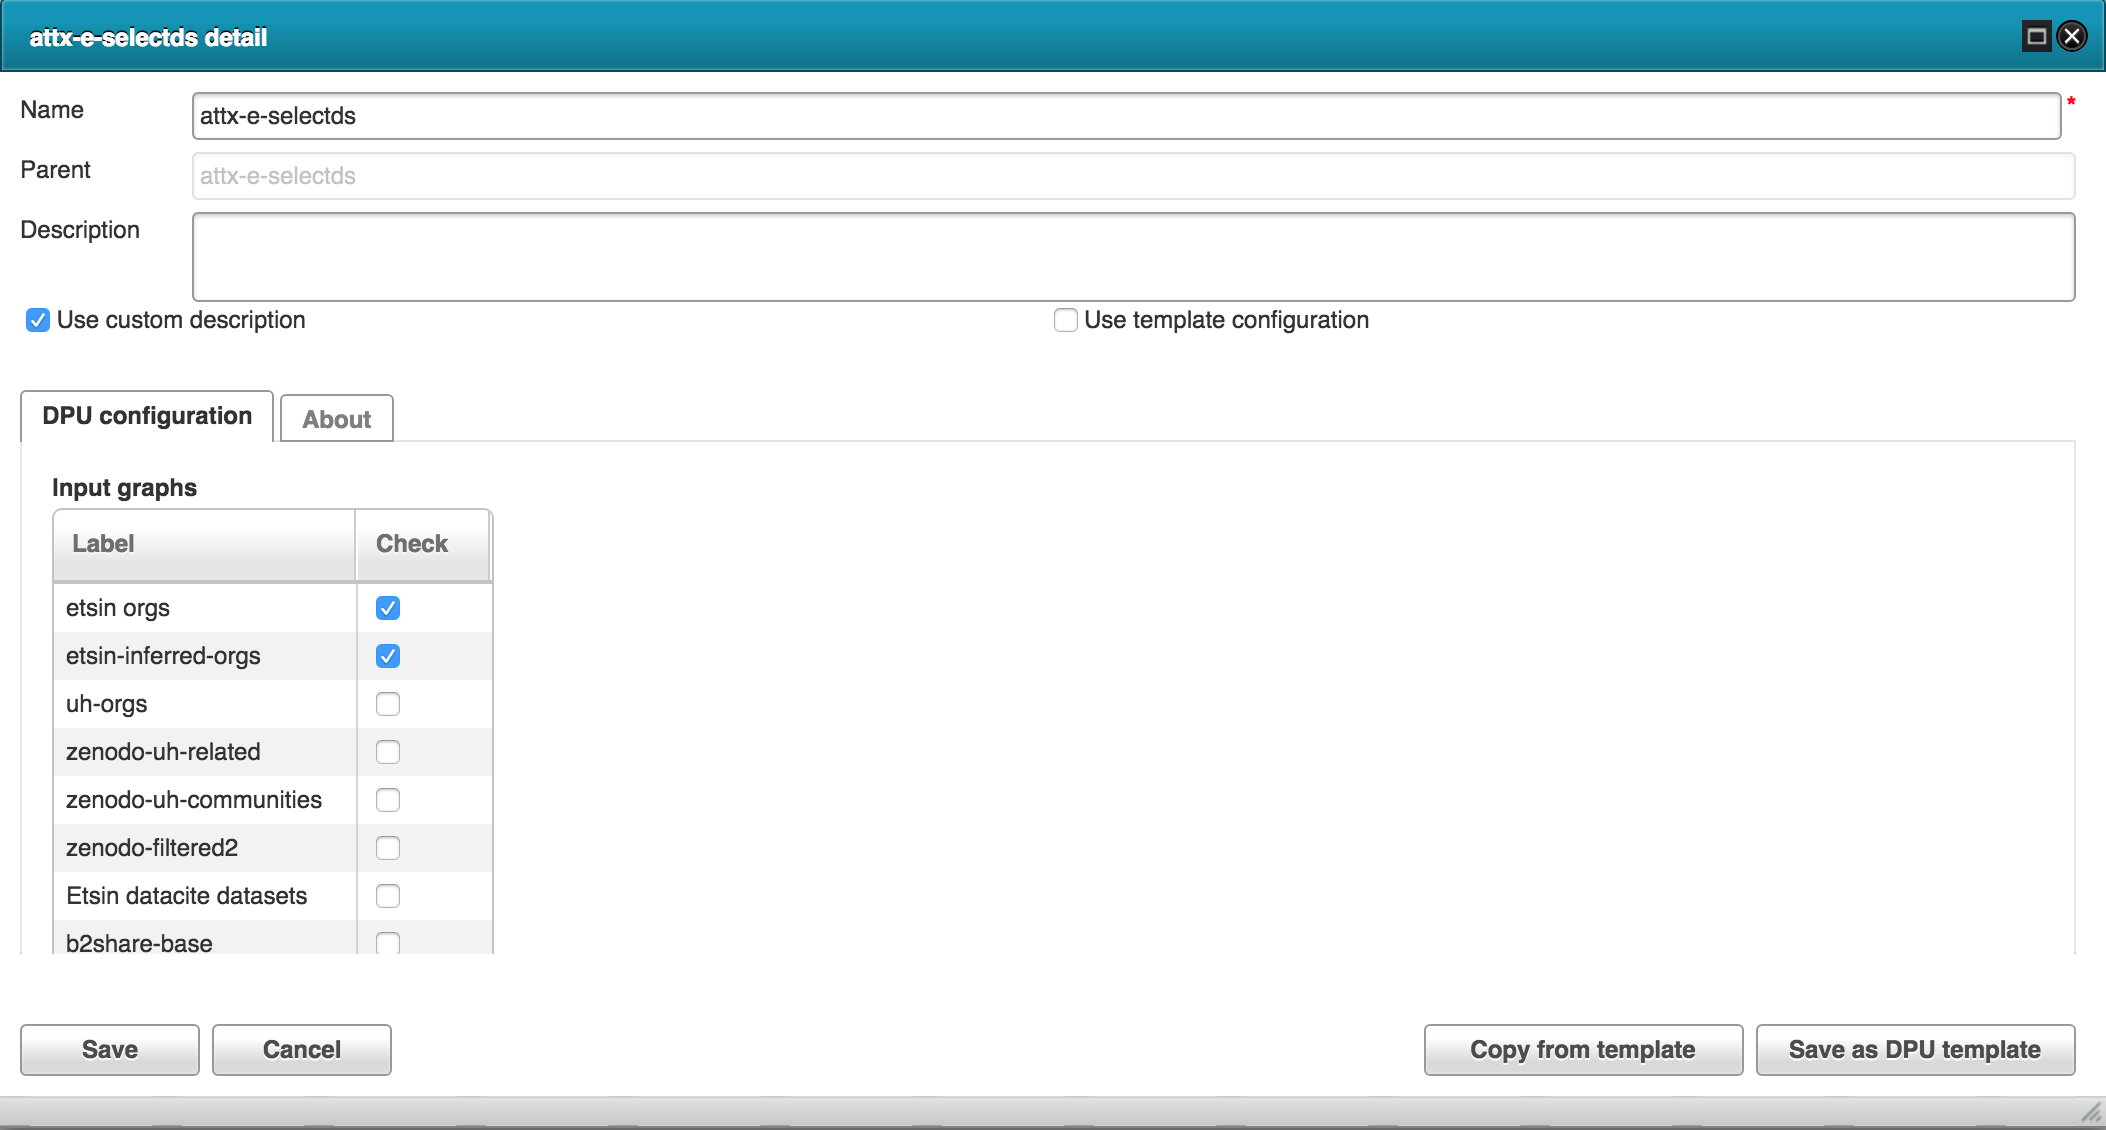 attx-e-selectds detail
Name
attx-e-selectds
*
Parent
attx-e-selectds
Description
Use custom description
Use template configuration
DPU configuration
About
Input graphs
Label Check
etsin orgs
etsin-inferred-orgs
uh-orgs
zenodo-uh-related
zenodo-uh-communities
zenodo-filtered2
Etsin datacite datasets
b2share-base
Save
Cancel
Copy from template
Save as DPU template